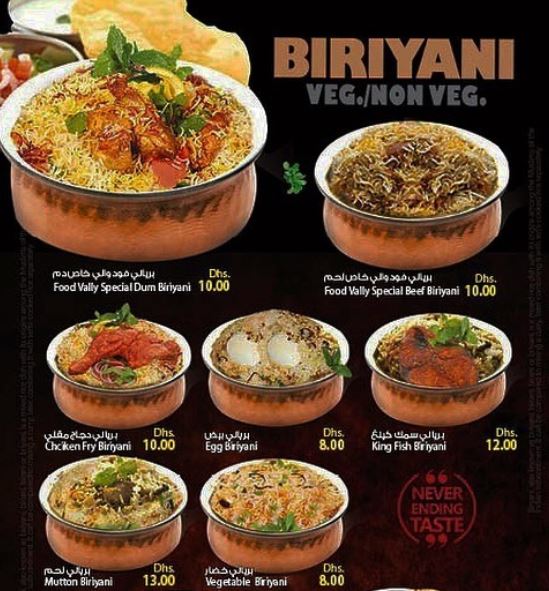 BIRIYANI
VEG./NON VEG.
برياني فود والي خاص دم
Dhs.
Food Vally Special Dum Biriyani 10.00
برياني فود والي خاص لحم
Dhs.
Food Vally Special Beef Biriyani 10.00
برياني دجاج مقلي
Dhs.
Chciken Fry Biriyani 10.00
برياني بيض
Dhs.
Egg Biriyani 8.00
برياني سمك كينغ
Dhs.
King Fish Biriyani 12.00
برياني لحم
Dhs.
Mutton Biriyani 13.00
برياني خضار
Dhs.
Vegetable Biriyani 8.00
NEVER
ENDING
TASTE